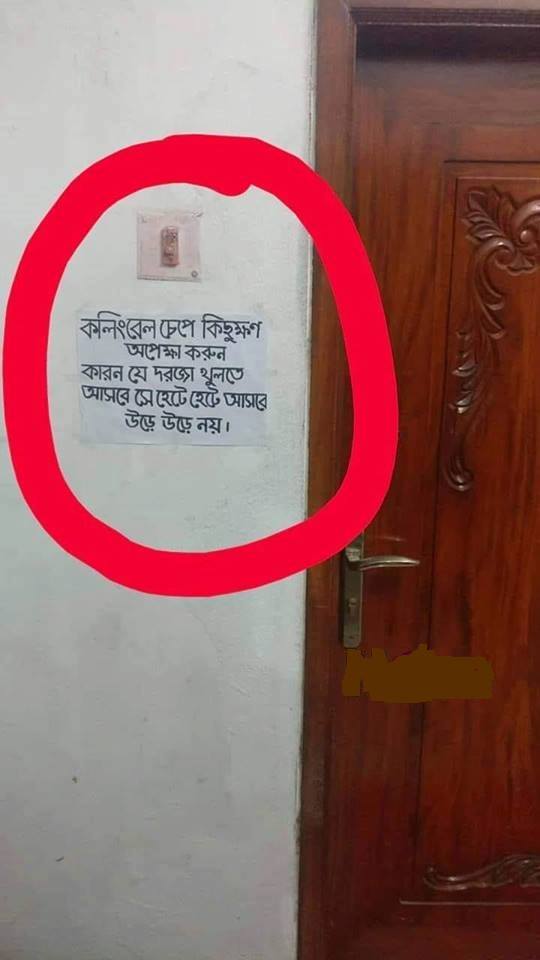 কলিংবেল চেপে কিছুক্ষণ
অপেক্ষা করুন
কারন যে দরজা খুলতে
আসবে সে হেটে হেটে আসবে
উড়ে উড়ে নয়।